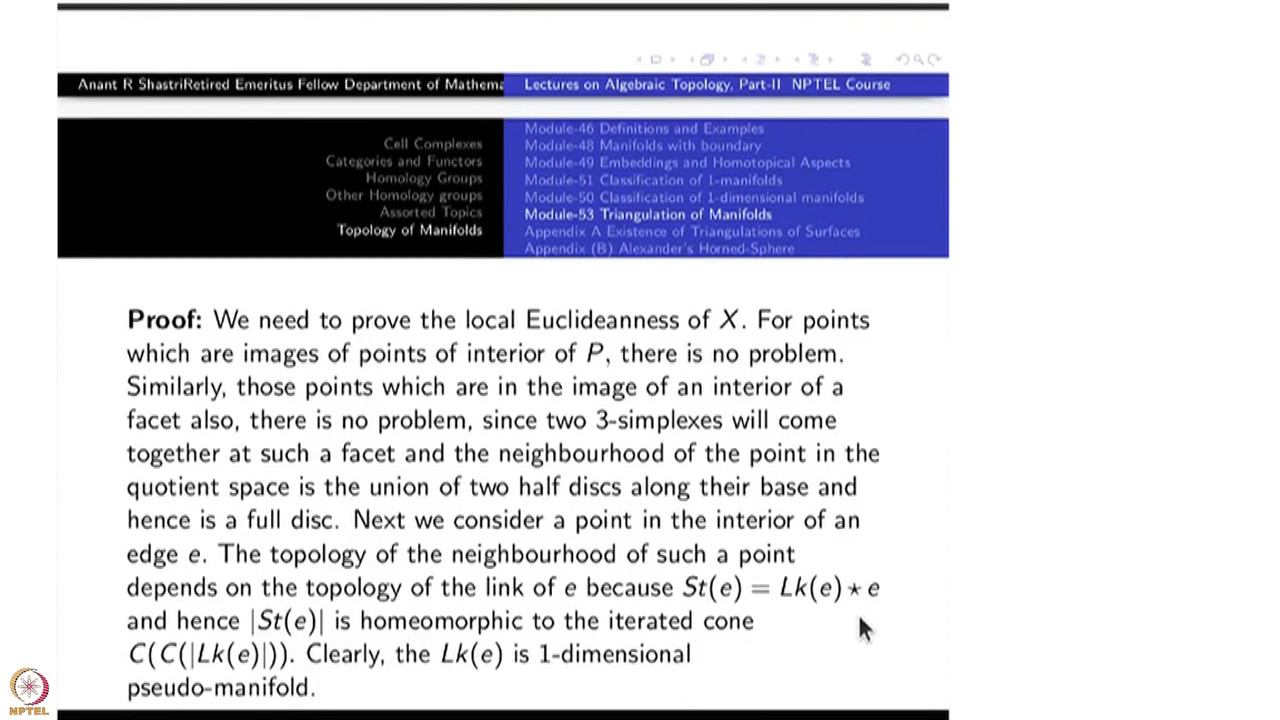 Anant R ShastriRetired Emeritus Fellow Department of Mathema
Lectures on Algebraic Topology, Part-II NPTEL Course
Cell Complexes
Categories and Functors
Homology Groups
Other Homology groups
Assorted Topics
Topology of Manifolds
Module-46 Definitions and Examples
Module-48 Manifolds with boundary
Module-49 Embeddings and Homotopical Aspects
Module-51 Classification of 1-manifolds
Module-50 Classification of 1-dimensional manifolds
Module-53 Triangulation of Manifolds
Appendix A Existence of Triangulations of Surfaces
Appendix (B) Alexander's Horned-Sphere
Proof: We need to prove the local Euclideanness of X. For points
which are images of points of interior of P, there is no problem.
Similarly, those points which are in the image of an interior of a
facet also, there is no problem, since two 3-simplexes will come
together at such a facet and the neighbourhood of the point in the
quotient space is the union of two half discs along their base and
hence is a full disc. Next we consider a point in the interior of an
edge e. The topology of the neighbourhood of such a point
depends on the topology of the link of e because St(e) = Lk(e) ⋆ e
and hence |St(e)| is homeomorphic to the iterated cone
C(C(|Lk(e)|)). Clearly, the Lk(e) is 1-dimensional
pseudo-manifold.
NPTEL